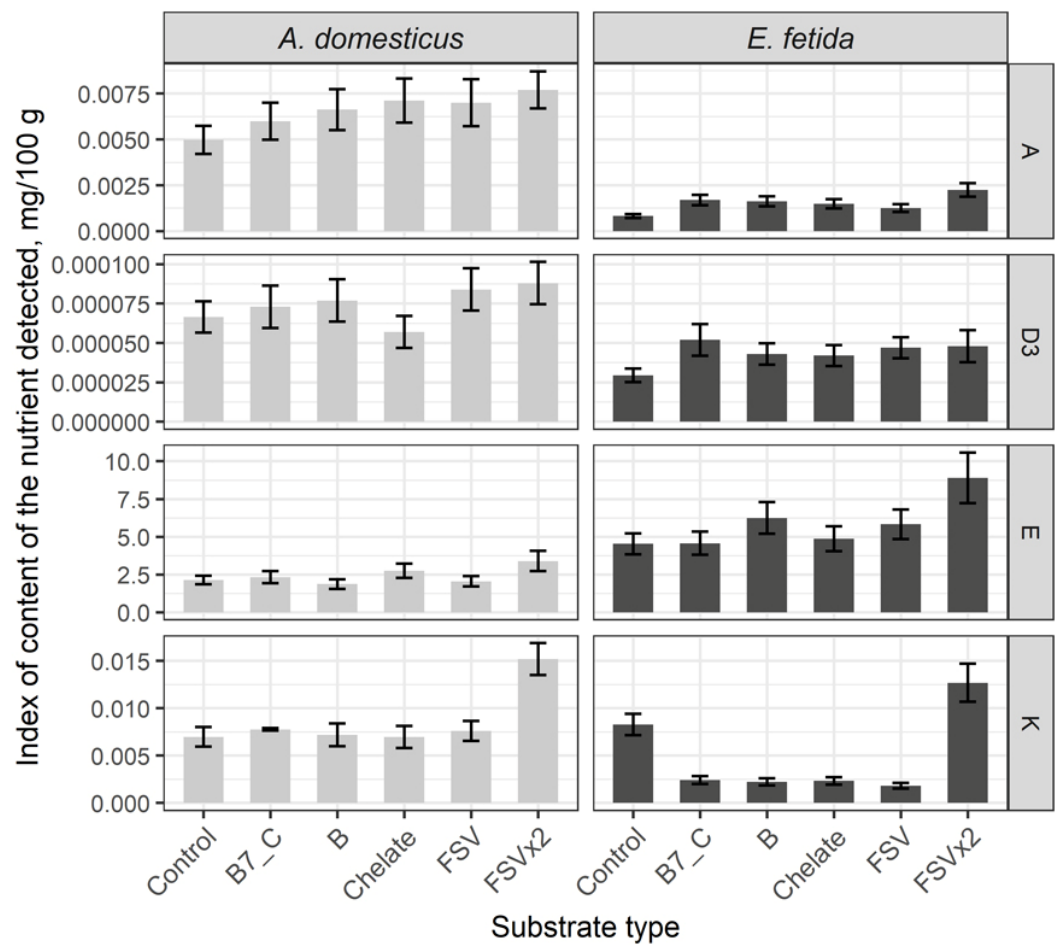 A. domesticus
E. fetida
Index of content of the nutrient detected, mg/100 g
0.0075
0.0050
0.0025
0.0000
A
0.000100
0.000075
0.000050
0.000025
0.000000
D3
10.0
7.5
5.0
2.5
0.0
E
0.015
0.010
0.005
0.000
K
Control
B7_C
B
Chelate
FSV
FSVx2
Control
B7_C
B
Chelate
FSV
FSVx2
Substrate type